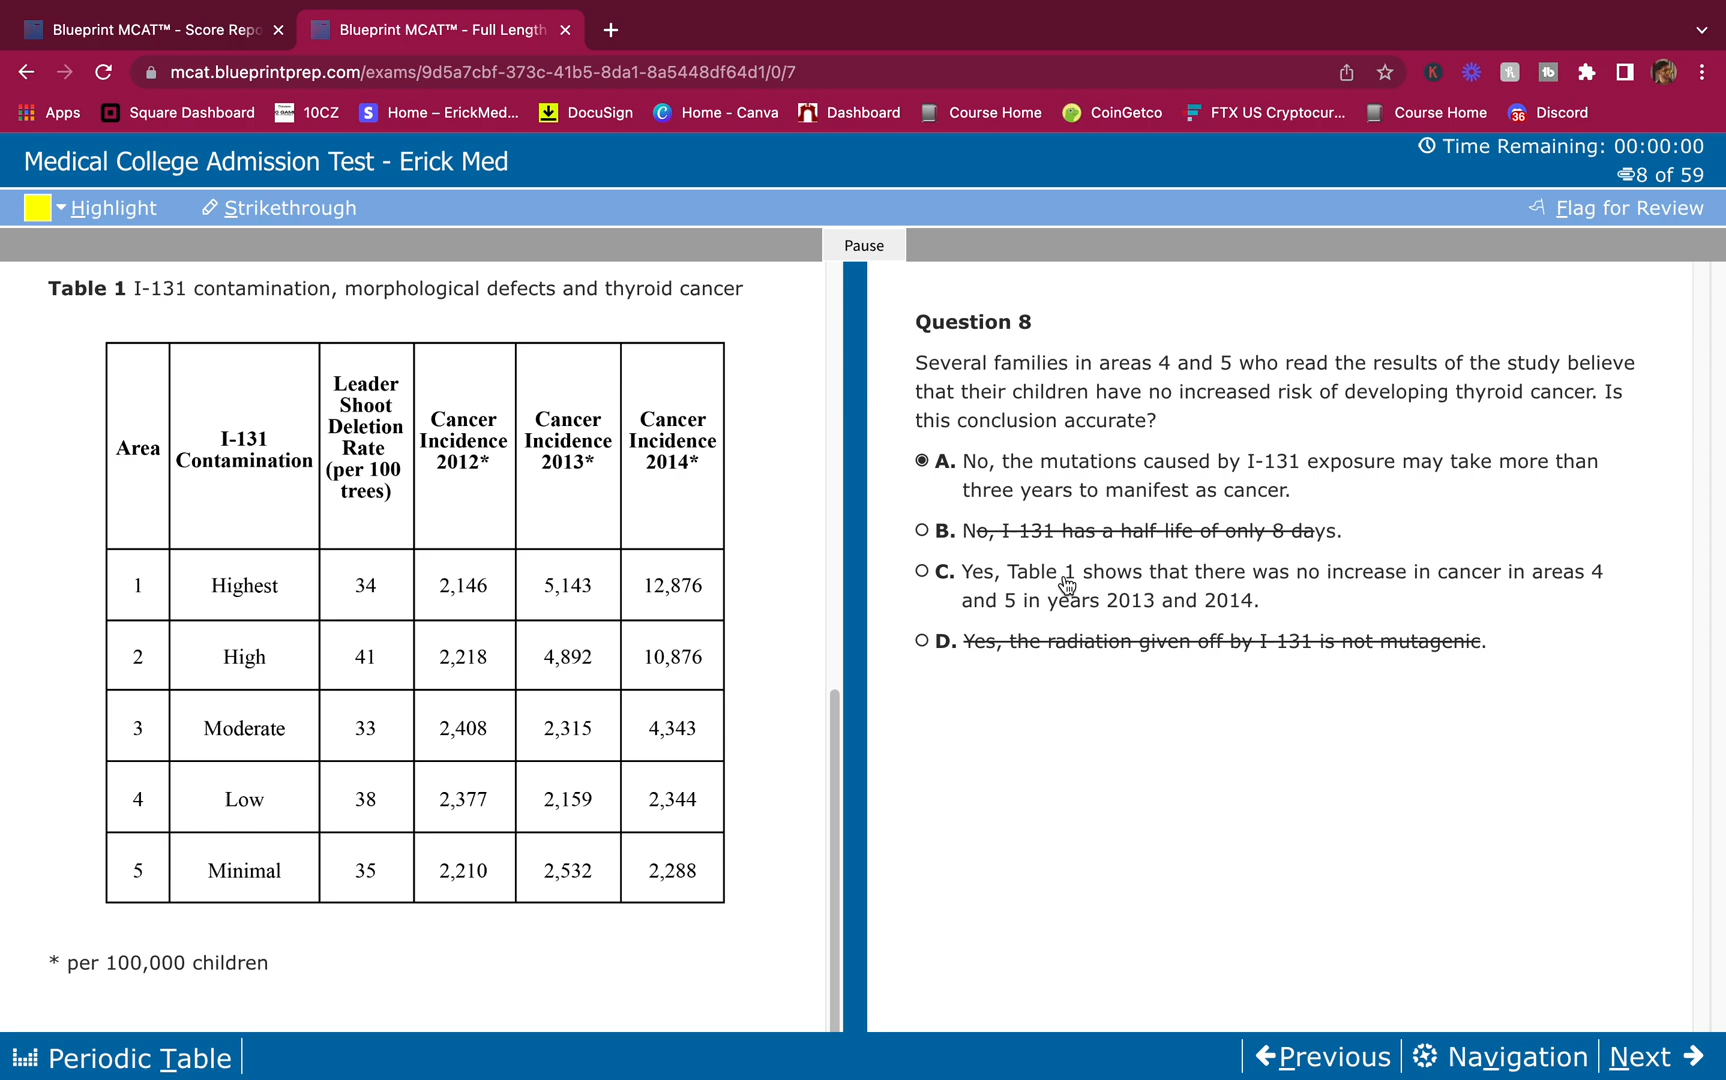 Blueprint MCAT™ - Score Repo
Blueprint MCAT™ - Full Length
mcat.blueprintprep.com/exams/9d5a7cbf-373c-41b5-8da1-8a5448df64d1/0/7
Apps Square Dashboard 10CZ Home – ErickMed... DocuSign Home - Canva Dashboard Course Home CoinGetco FTX US Cryptocur... Course Home 36 Discord
Medical College Admission Test - Erick Med
Time Remaining: 00:00:00
8 of 59
Highlight Strikethrough Flag for Review
Pause
Table 1 I-131 contamination, morphological defects and thyroid cancer
Area I-131 Contamination Leader Shoot Deletion Rate (per 100 trees) Cancer Incidence 2012* Cancer Incidence 2013* Cancer Incidence 2014*
1 Highest 34 2,146 5,143 12,876
2 High 41 2,218 4,892 10,876
3 Moderate 33 2,408 2,315 4,343
4 Low 38 2,377 2,159 2,344
5 Minimal 35 2,210 2,532 2,288
* per 100,000 children
Question 8
Several families in areas 4 and 5 who read the results of the study believe
that their children have no increased risk of developing thyroid cancer. Is
this conclusion accurate?
A. No, the mutations caused by I-131 exposure may take more than
three years to manifest as cancer.
B. No, I-131 has a half-life of only 8 days.
C. Yes, Table 1 shows that there was no increase in cancer in areas 4
and 5 in years 2013 and 2014.
D. Yes, the radiation given off by I-131 is not mutagenic.
Periodic Table
Previous Navigation Next